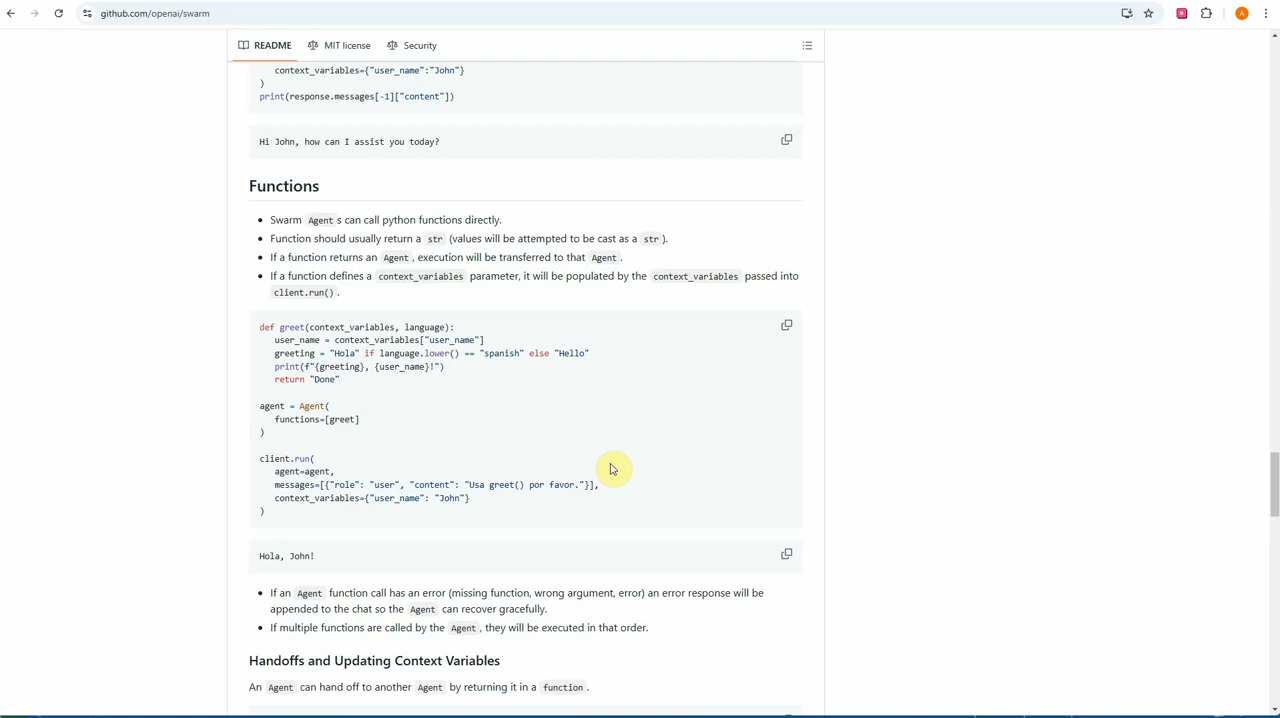 github.com/openai/swarm
A
README
MIT license
Security
context_variables={"user_name":"John"}
)
print(response.messages[-1]["content"])
Hi John, how can I assist you today?
Functions
• Swarm Agent s can call python functions directly.
• Function should usually return a str (values will be attempted to be cast as a str ).
• If a function returns an Agent , execution will be transferred to that Agent .
• If a function defines a context_variables parameter, it will be populated by the context_variables passed into
client.run() .
def greet(context_variables, language):
user_name = context_variables["user_name"]
greeting = "Hola" if language.lower() == "spanish" else "Hello"
print(f"{greeting}, {user_name}!")
return "Done"
agent = Agent(
functions=[greet]
)
client.run(
agent=agent,
messages=[{"role": "user", "content": "Usa greet() por favor."}],
context_variables={"user_name": "John"}
)
Hola, John!
• If an Agent function call has an error (missing function, wrong argument, error) an error response will be
appended to the chat so the Agent can recover gracefully.
• If multiple functions are called by the Agent , they will be executed in that order.
Handoffs and Updating Context Variables
An Agent can hand off to another Agent by returning it in a function .